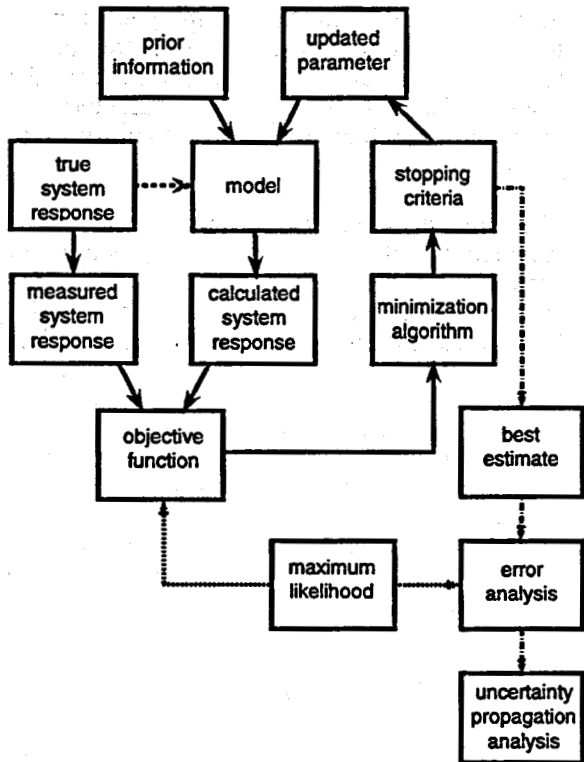 prior
information
updated
parameter
true
system
response
model
stopping
criteria
measured
system
response
calculated
system
response
minimization
algorithm
objective
function
best
estimate
maximum
likelihood
error
analysis
uncertainty
propagation
analysis